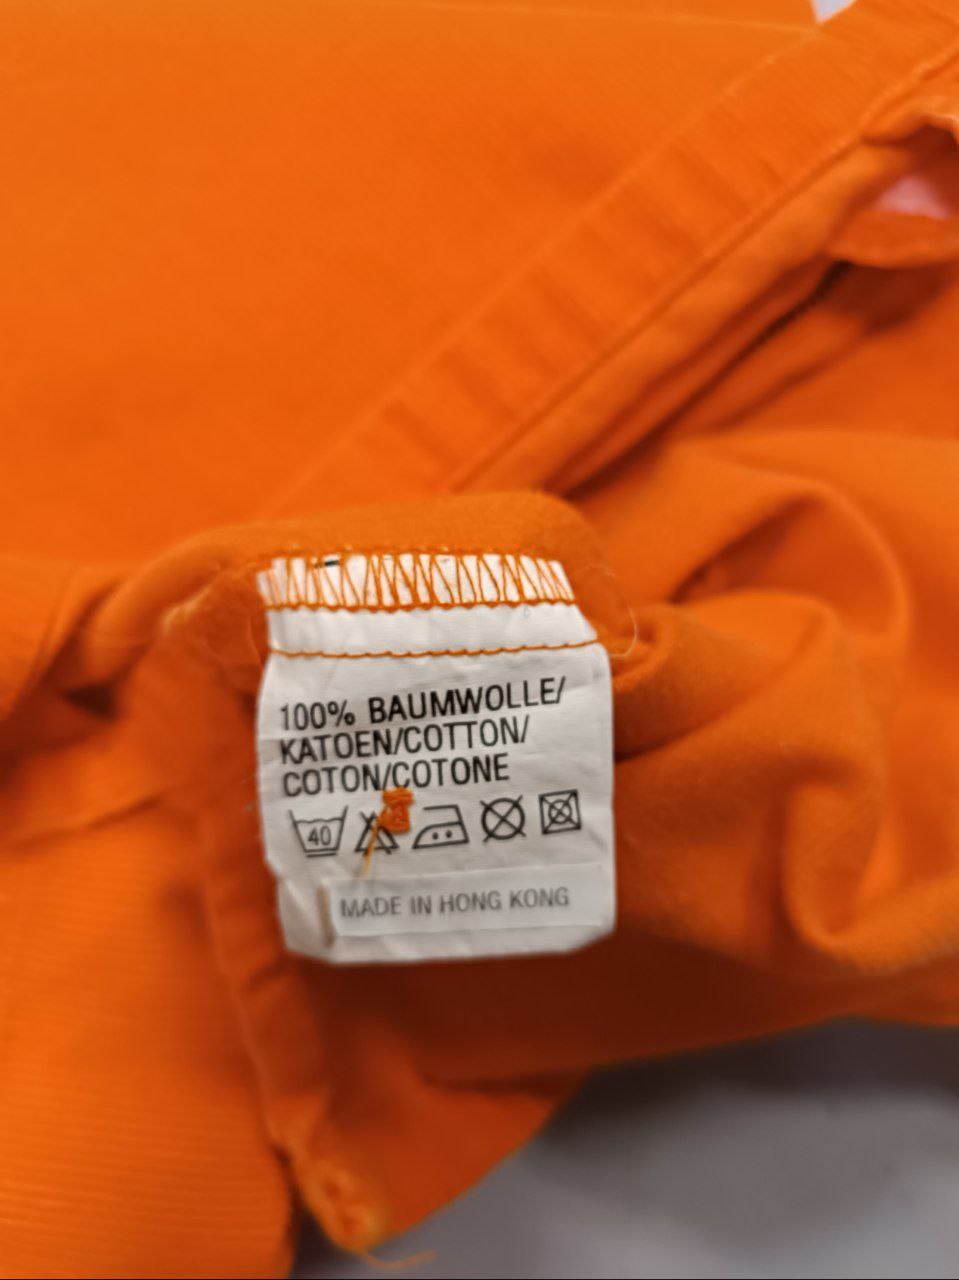 100% BAUMWOLLE/
KATOEN/COTTON/
COTON/COTONE
40
MADE IN HONG KONG